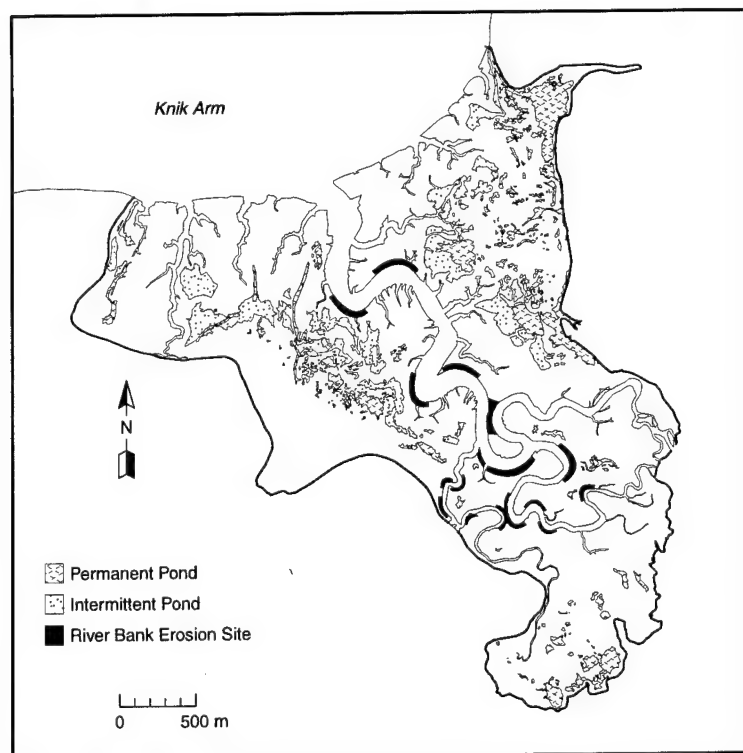 Knik Arm
N
Permanent Pond
Intermittent Pond
River Bank Erosion Site
0 500 m